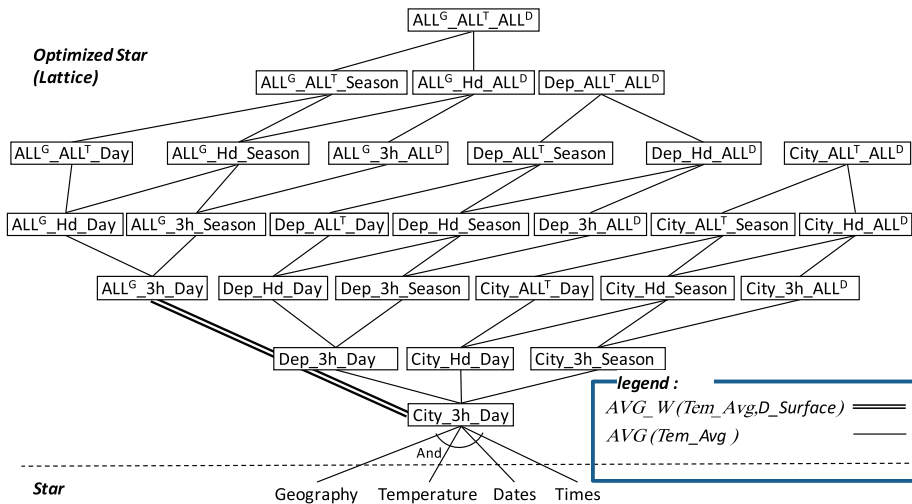 ALLᴳ_ALLᵀ_ALLᴰ
Optimized Star
(Lattice)
ALLᴳ_ALLᵀ_Season
ALLᴳ_Hd_ALLᴰ
Dep_ALLᵀ_ALLᴰ
ALLᴳ_ALLᵀ_Day
ALLᴳ_Hd_Season
ALLᴳ_3h_ALLᴰ
Dep_ALLᵀ_Season
Dep_Hd_ALLᴰ
City_ALLᵀ_ALLᴰ
ALLᴳ_Hd_Day
ALLᴳ_3h_Season
Dep_ALLᵀ_Day
Dep_Hd_Season
Dep_3h_ALLᴰ
City_ALLᵀ_Season
City_Hd_ALLᴰ
ALLᴳ_3h_Day
Dep_Hd_Day
Dep_3h_Season
City_ALLᵀ_Day
City_Hd_Season
City_3h_ALLᴰ
Dep_3h_Day
City_Hd_Day
City_3h_Season
legend :
AVG_W(Tem_Avg,D_Surface)
AVG(Tem_Avg )
City_3h_Day
And
Star
Geography
Temperature
Dates
Times